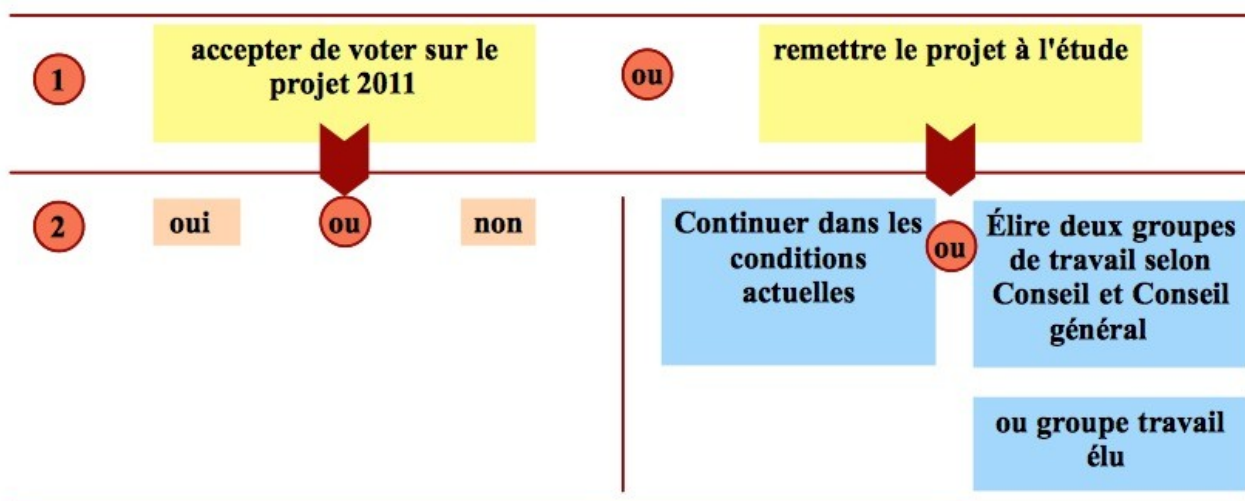 1
accepter de voter sur le
projet 2011
ou
remettre le projet à l'étude
2
oui
ou
non
Continuer dans les
conditions
actuelles
ou
Élire deux groupes
de travail selon
Conseil et Conseil
général
ou groupe travail
élu